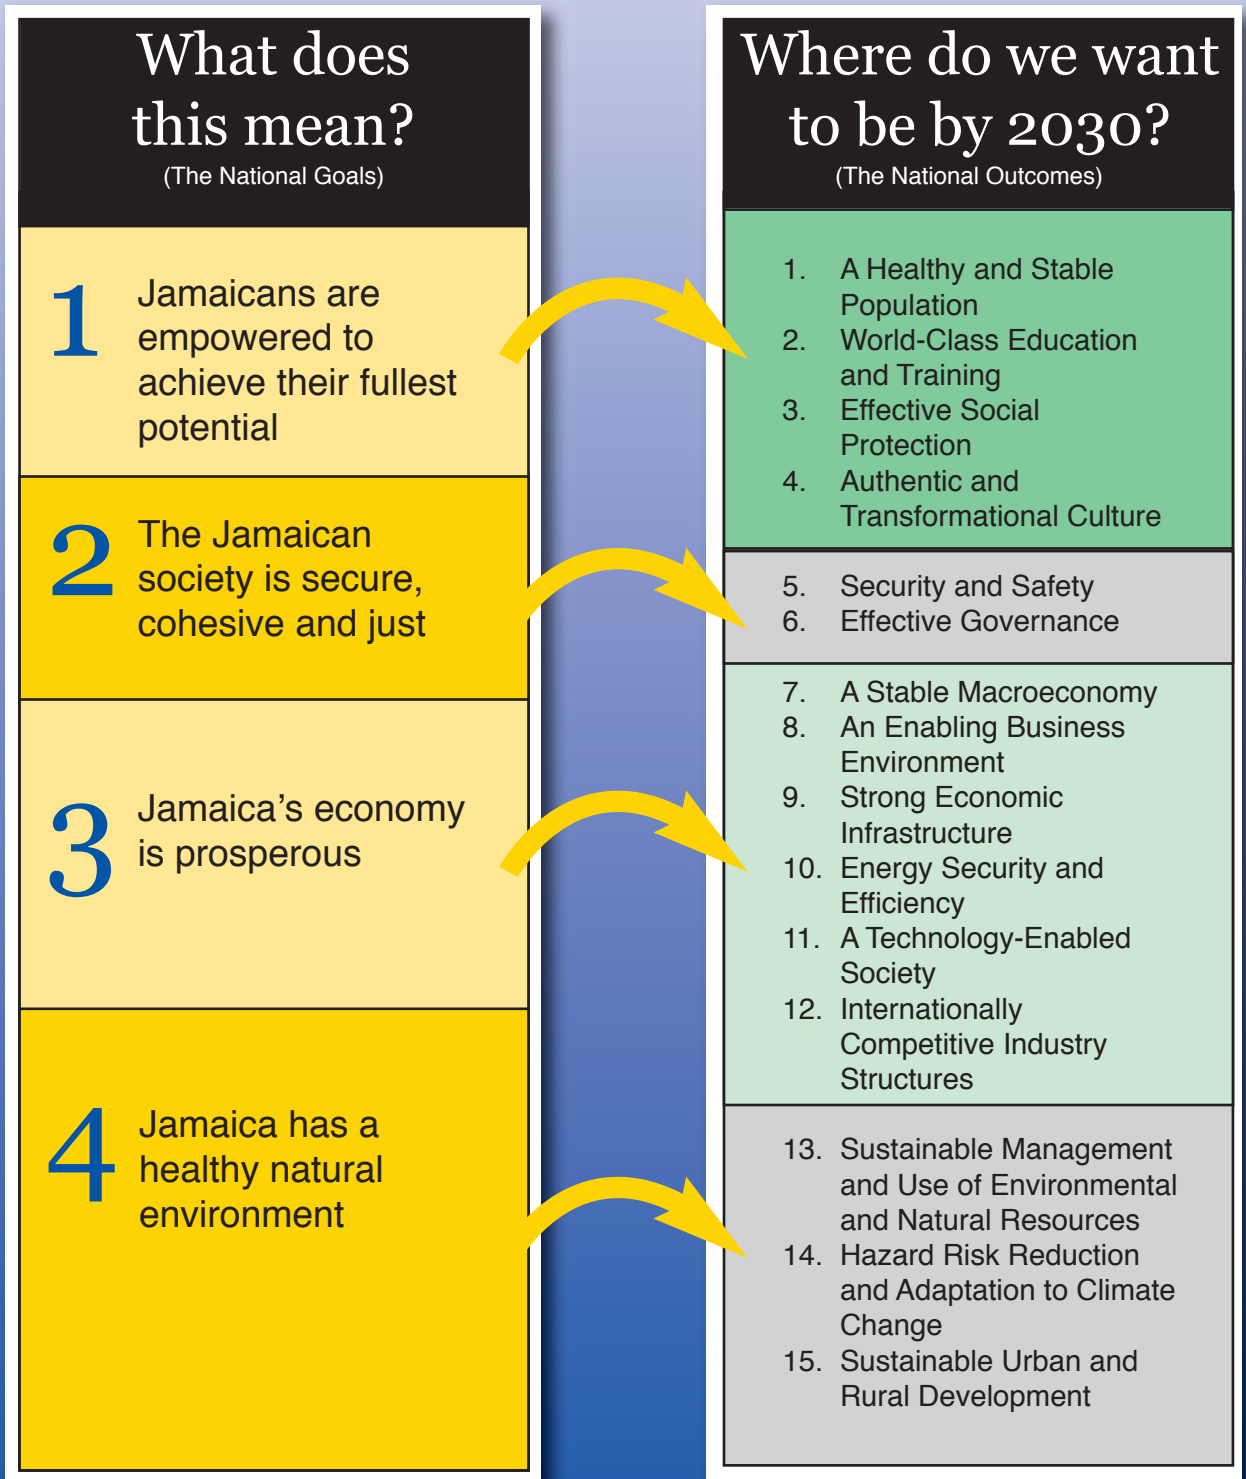 What does
this mean?
(The National Goals)
1
Jamaicans are
empowered to
achieve their fullest
potential
2
The Jamaican
society is secure,
cohesive and just
3
Jamaica’s economy
is prosperous
4
Jamaica has a
healthy natural
environment
Where do we want
to be by 2030?
(The National Outcomes)
1. A Healthy and Stable
Population
2. World-Class Education
and Training
3. Effective Social
Protection
4. Authentic and
Transformational Culture
5. Security and Safety
6. Effective Governance
7. A Stable Macroeconomy
8. An Enabling Business
Environment
9. Strong Economic
Infrastructure
10. Energy Security and
Efficiency
11. A Technology-Enabled
Society
12. Internationally
Competitive Industry
Structures
13. Sustainable Management
and Use of Environmental
and Natural Resources
14. Hazard Risk Reduction
and Adaptation to Climate
Change
15. Sustainable Urban and
Rural Development